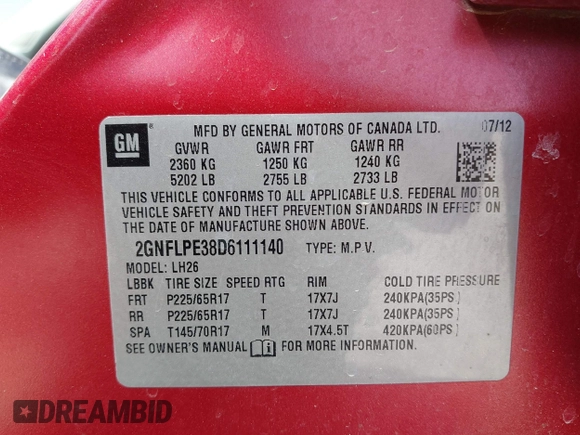 GM ®
MFD BY GENERAL MOTORS OF CANADA LTD. 07/12
GVWR GAWR FRT GAWR RR
2360 KG 1250 KG 1240 KG
5202 LB 2755 LB 2733 LB
THIS VEHICLE CONFORMS TO ALL APPLICABLE U.S. FEDERAL MOTOR
VEHICLE SAFETY AND THEFT PREVENTION STANDARDS IN EFFECT ON
THE DATE OF MANUFACTURE SHOWN ABOVE.
2GNFLPE38D6111140 TYPE: M.P V.
MODEL: LH26
LBBK TIRE SIZE SPEED RTG RIM COLD TIRE PRESSURE
FRT P225/65R17 T 17X7J 240KPA(35PS )
RR P225/65R17 T 17X7J 240KPA(35PS )
SPA T145/70R17 M 17X4.5T 420KPA(60PS )
SEE OWNER'S MANUAL FOR MORE INFORMATION.
DREAMBID